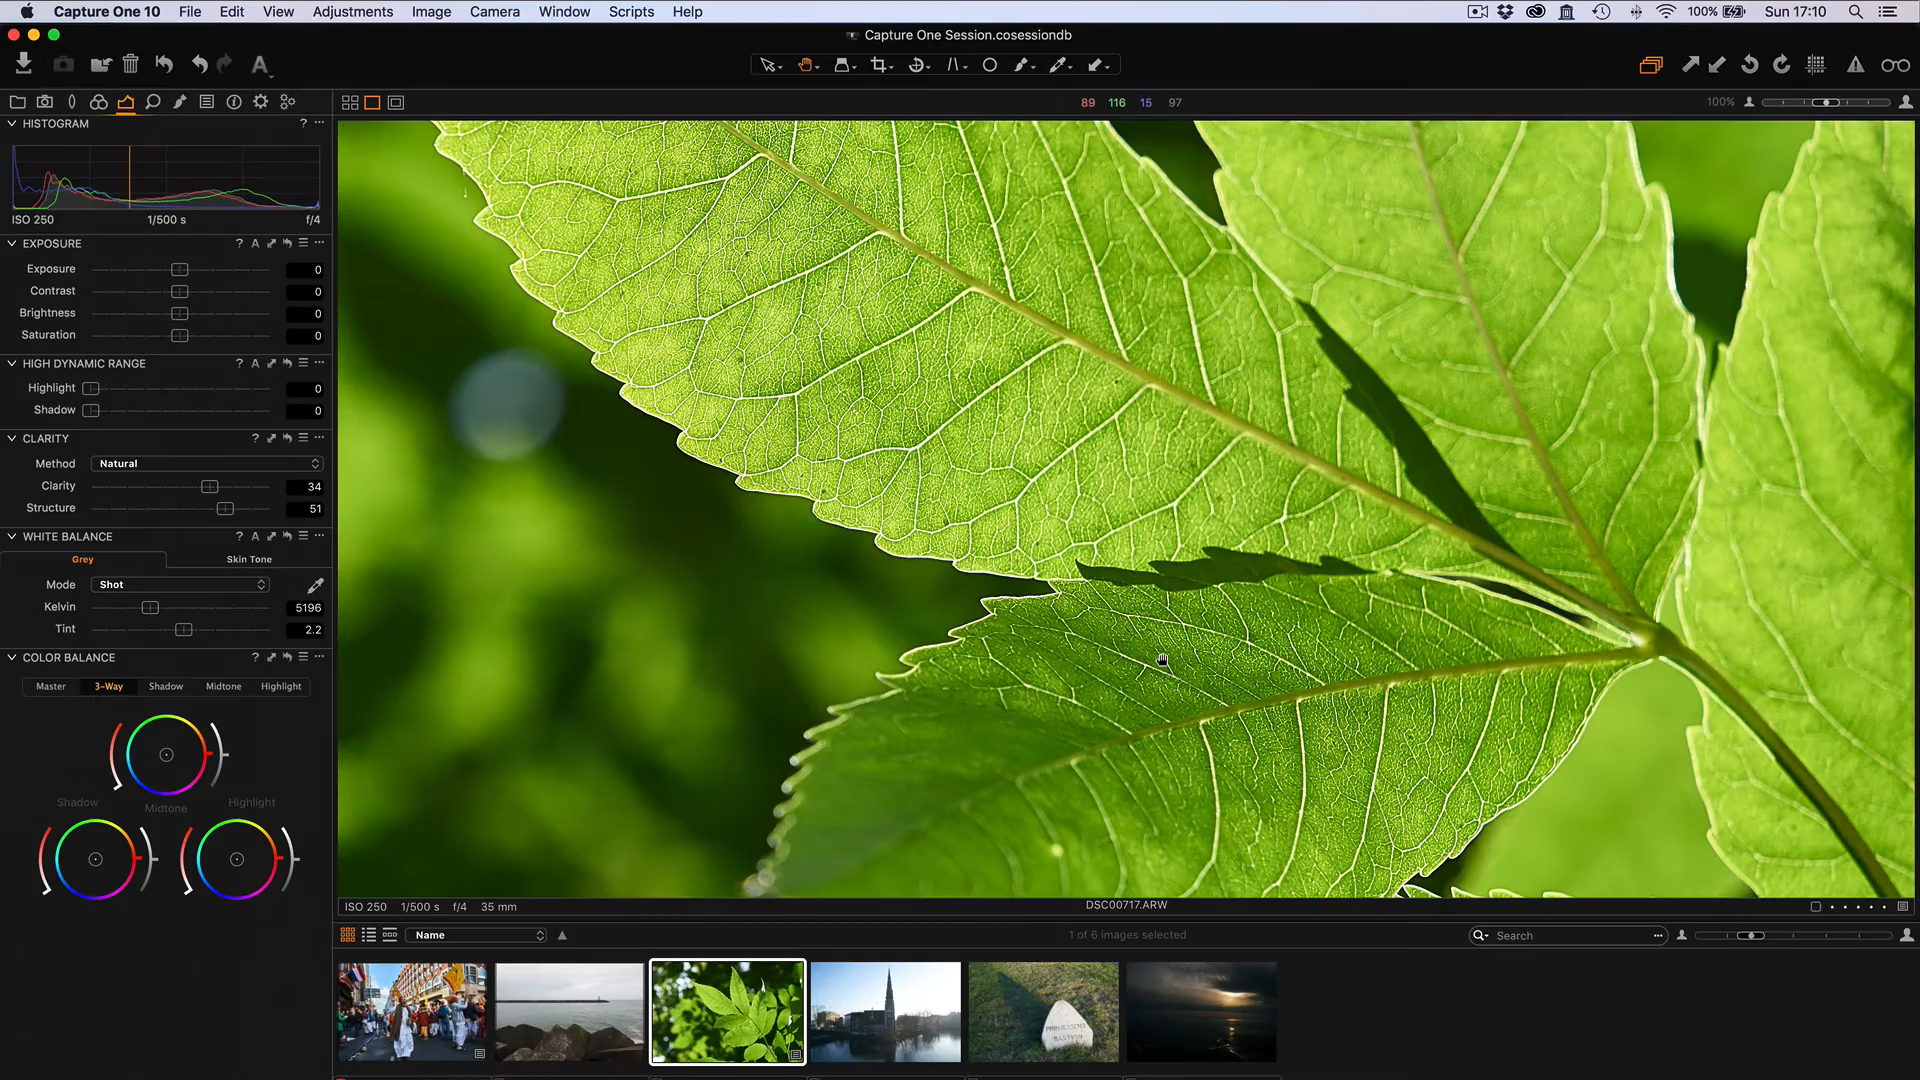 Capture One 10 File Edit View Adjustments Image Camera Window Scripts Help 100% Sun 17:10
Capture One Session.cosessiondb
89 116 15 97 100%
HISTOGRAM ?
ISO 250 1/500 s f/4
EXPOSURE ? A
Exposure 0
Contrast 0
Brightness 0
Saturation 0
HIGH DYNAMIC RANGE ? A
Highlight 0
Shadow 0
CLARITY ?
Method Natural
Clarity 34
Structure 51
WHITE BALANCE ? A
Grey Skin Tone
Mode Shot
Kelvin 5196
Tint 2.2
COLOR BALANCE ?
Master 3-Way Shadow Midtone Highlight
Shadow Midtone Highlight
ISO 250 1/500 s f/4 35 mm DSC00717.ARW
Name 1 of 6 images selected Search
PRINSESSENS
BASTION